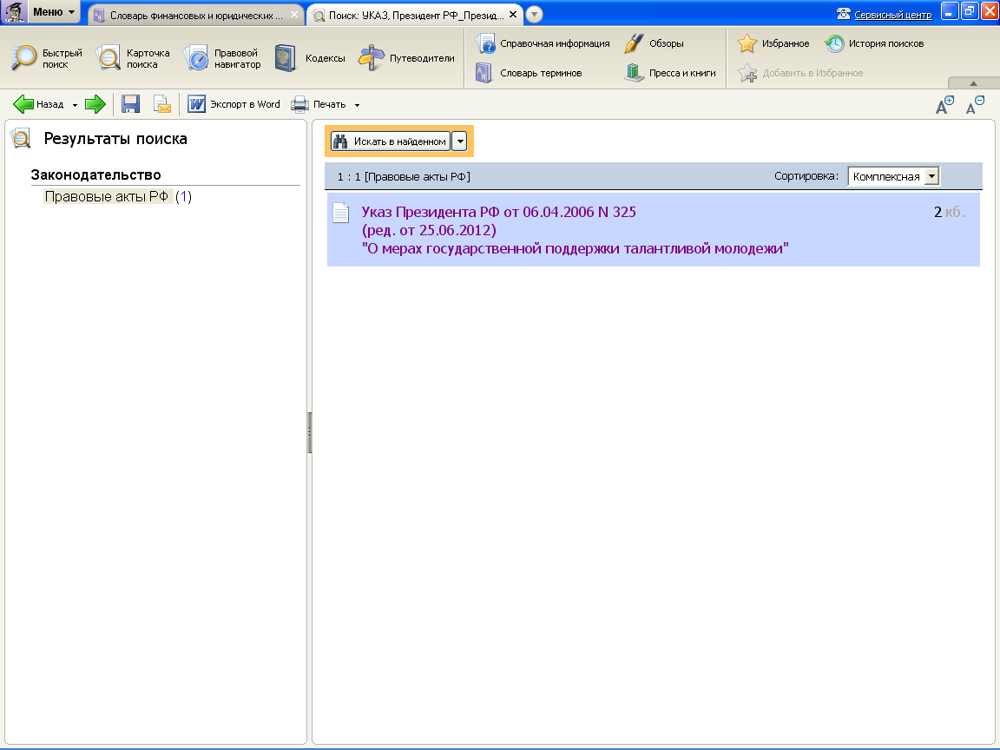 Меню
Словарь финансовых и юридических ...
Поиск: УКАЗ, Президент РФ_Презид...
Сервисный центр
Быстрый
поиск
Карточка
поиска
Правовой
навигатор
Кодексы
Путеводители
Справочная информация
Словарь терминов
Обзоры
Пресса и книги
Избранное
История поисков
Добавить в Избранное
Назад
Экспорт в Word
Печать
Результаты поиска
Законодательство
Правовые акты РФ (1)
Искать в найденном
1 : 1 [Правовые акты РФ]
Сортировка:
Комплексная
Указ Президента РФ от 06.04.2006 N 325
2 кб.
(ред. от 25.06.2012)
"О мерах государственной поддержки талантливой молодежи"